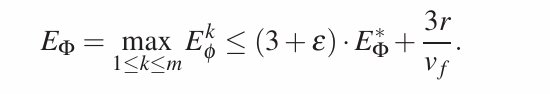 E_Φ = max_{1≤k≤m} E_ϕ^k ≤ (3 + ε) · E_Φ^* + 3r/v_f.